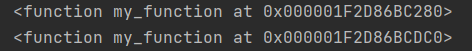 <function my_function at 0x000001F2D86BC280>
<function my_function at 0x000001F2D86BCDC0>